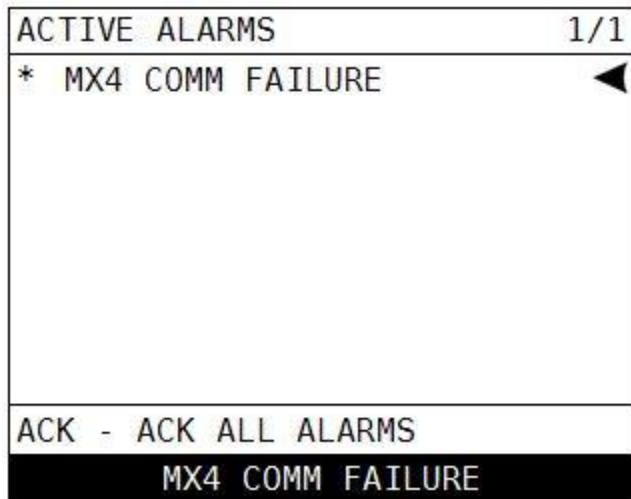 ACTIVE ALARMS 1/1
* MX4 COMM FAILURE
ACK - ACK ALL ALARMS
MX4 COMM FAILURE